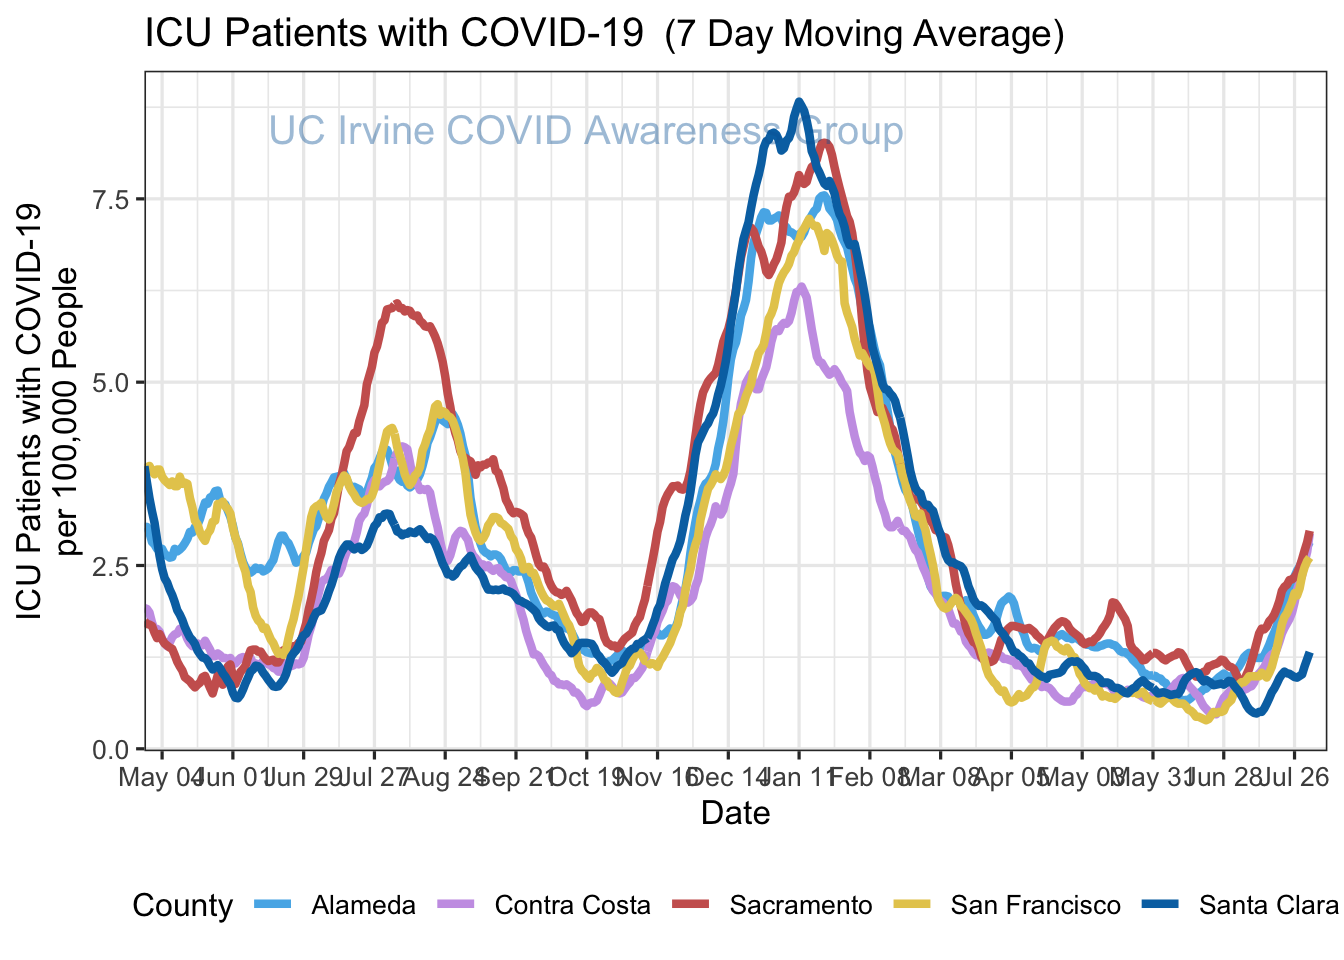 ICU Patients with COVID-19 (7 Day Moving Average)
UC Irvine COVID Awareness Group
ICU Patients with COVID-19
per 100,000 People
7.5
5.0
2.5
0.0
May 04 Jun 01 Jun 29 Jul 27 Aug 24 Sep 21 Oct 19 Nov 16 Dec 14 Jan 11 Feb 08 Mar 08 Apr 05 May 03 May 31 Jun 28 Jul 26
Date
County Alameda Contra Costa Sacramento San Francisco Santa Clara